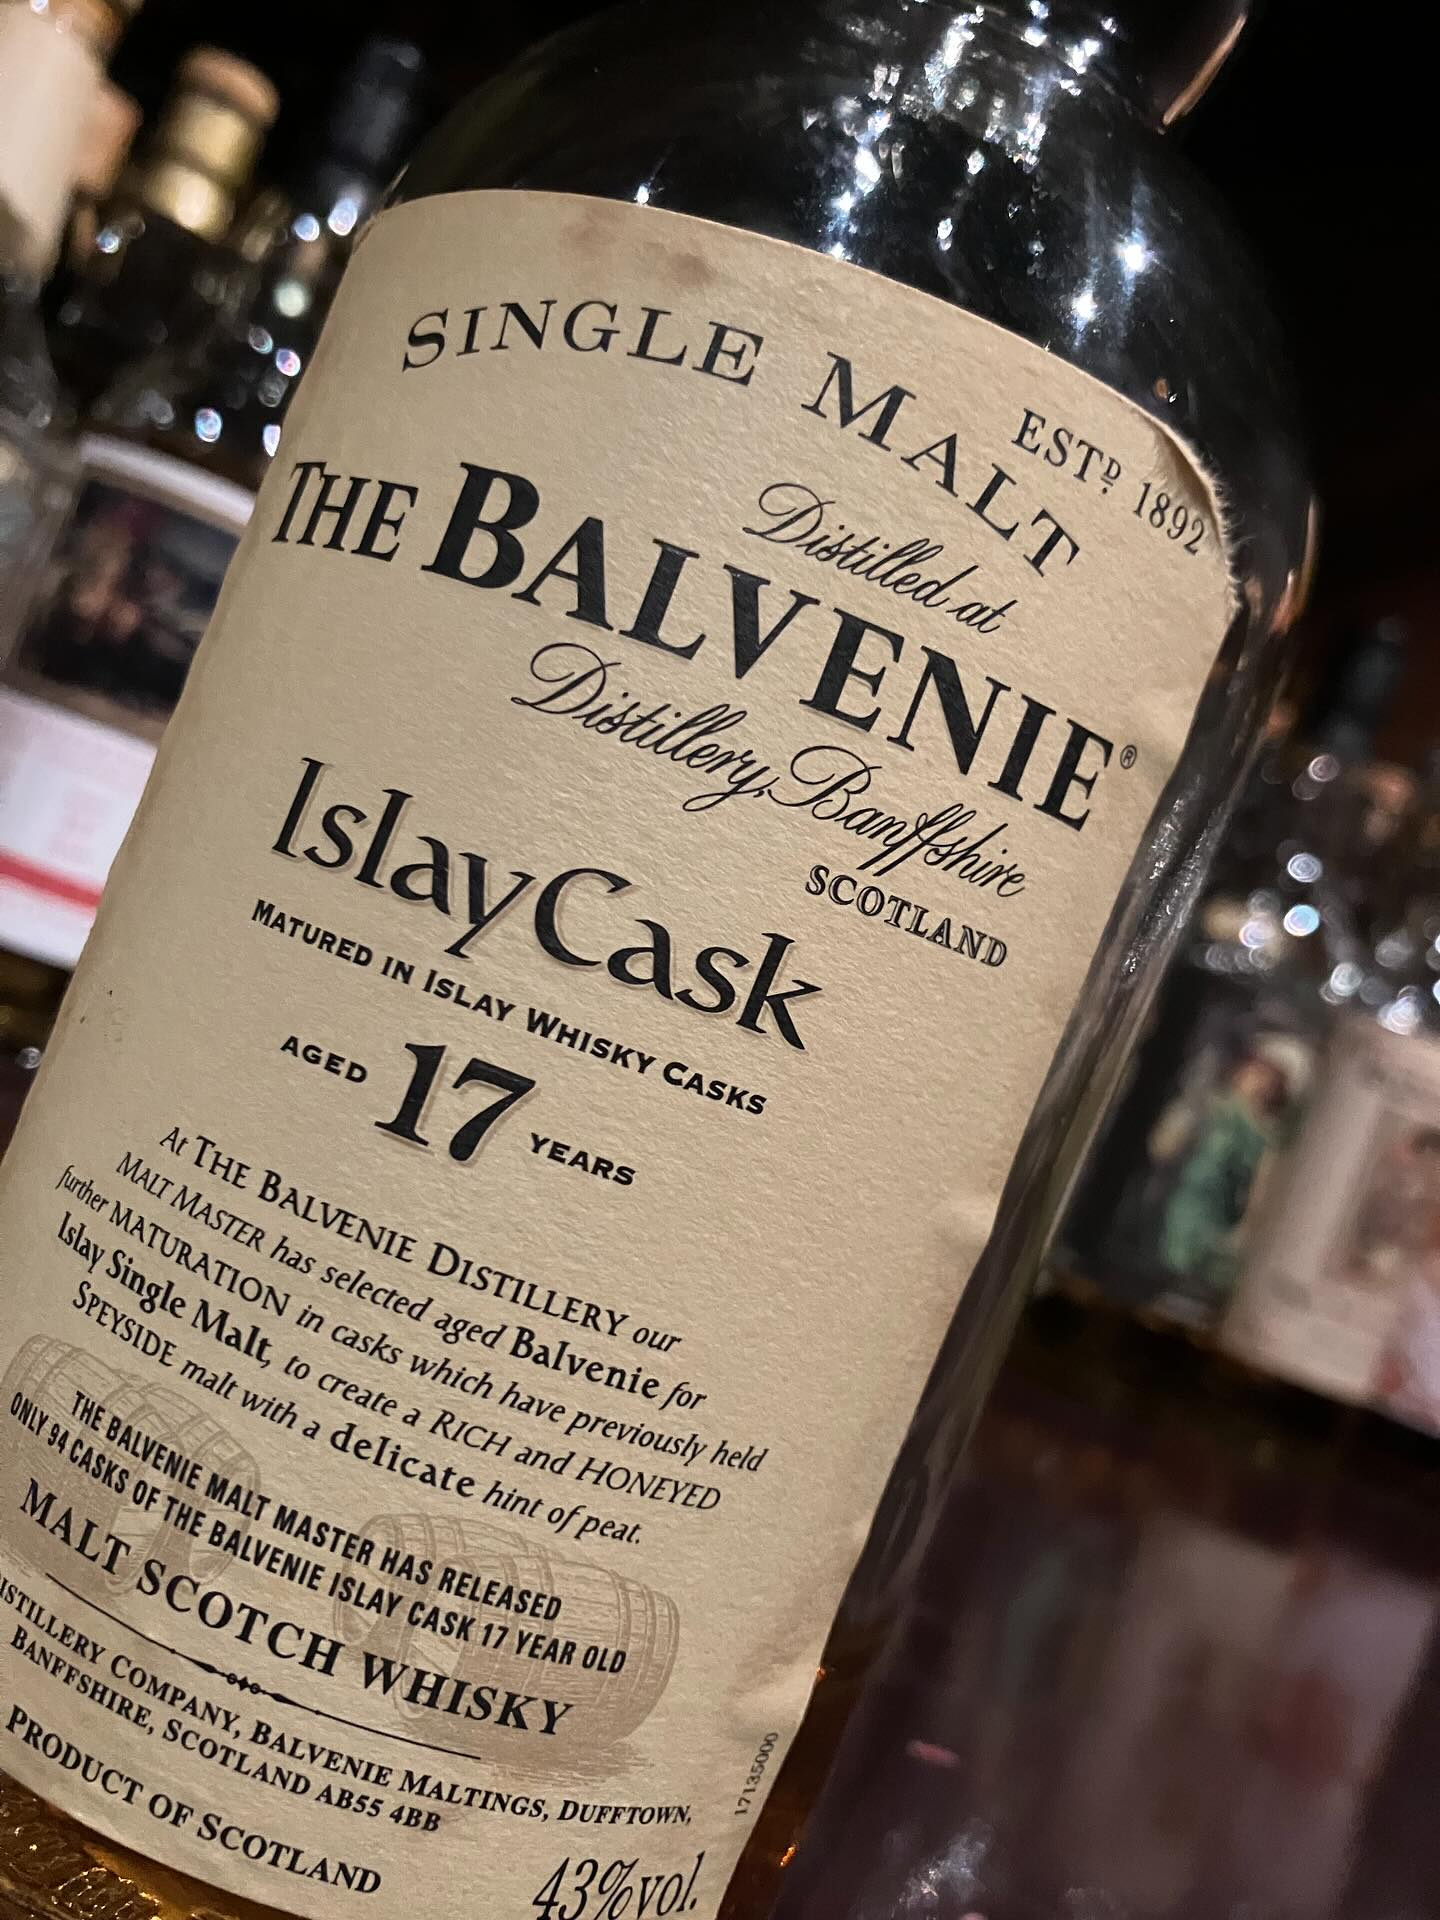 SINGLE MALT
ESTD. 1892
Distilled at
THE BALVENIE®
Distillery, Banffshire
SCOTLAND
IslayCask
MATURED IN ISLAY WHISKY CASKS
AGED 17 YEARS
At THE BALVENIE DISTILLERY our
MALT MASTER has selected aged Balvenie for
further MATURATION in casks which have previously held
Islay Single Malt, to create a RICH and HONEYED
SPEYSIDE malt with a delicate hint of peat.
THE BALVENIE MALT MASTER HAS RELEASED
ONLY 94 CASKS OF THE BALVENIE ISLAY CASK 17 YEAR OLD
MALT SCOTCH WHISKY
DISTILLERY COMPANY, BALVENIE MALTINGS, DUFFTOWN,
BANFFSHIRE, SCOTLAND AB55 4BB
PRODUCT OF SCOTLAND
43%vol.
17135000